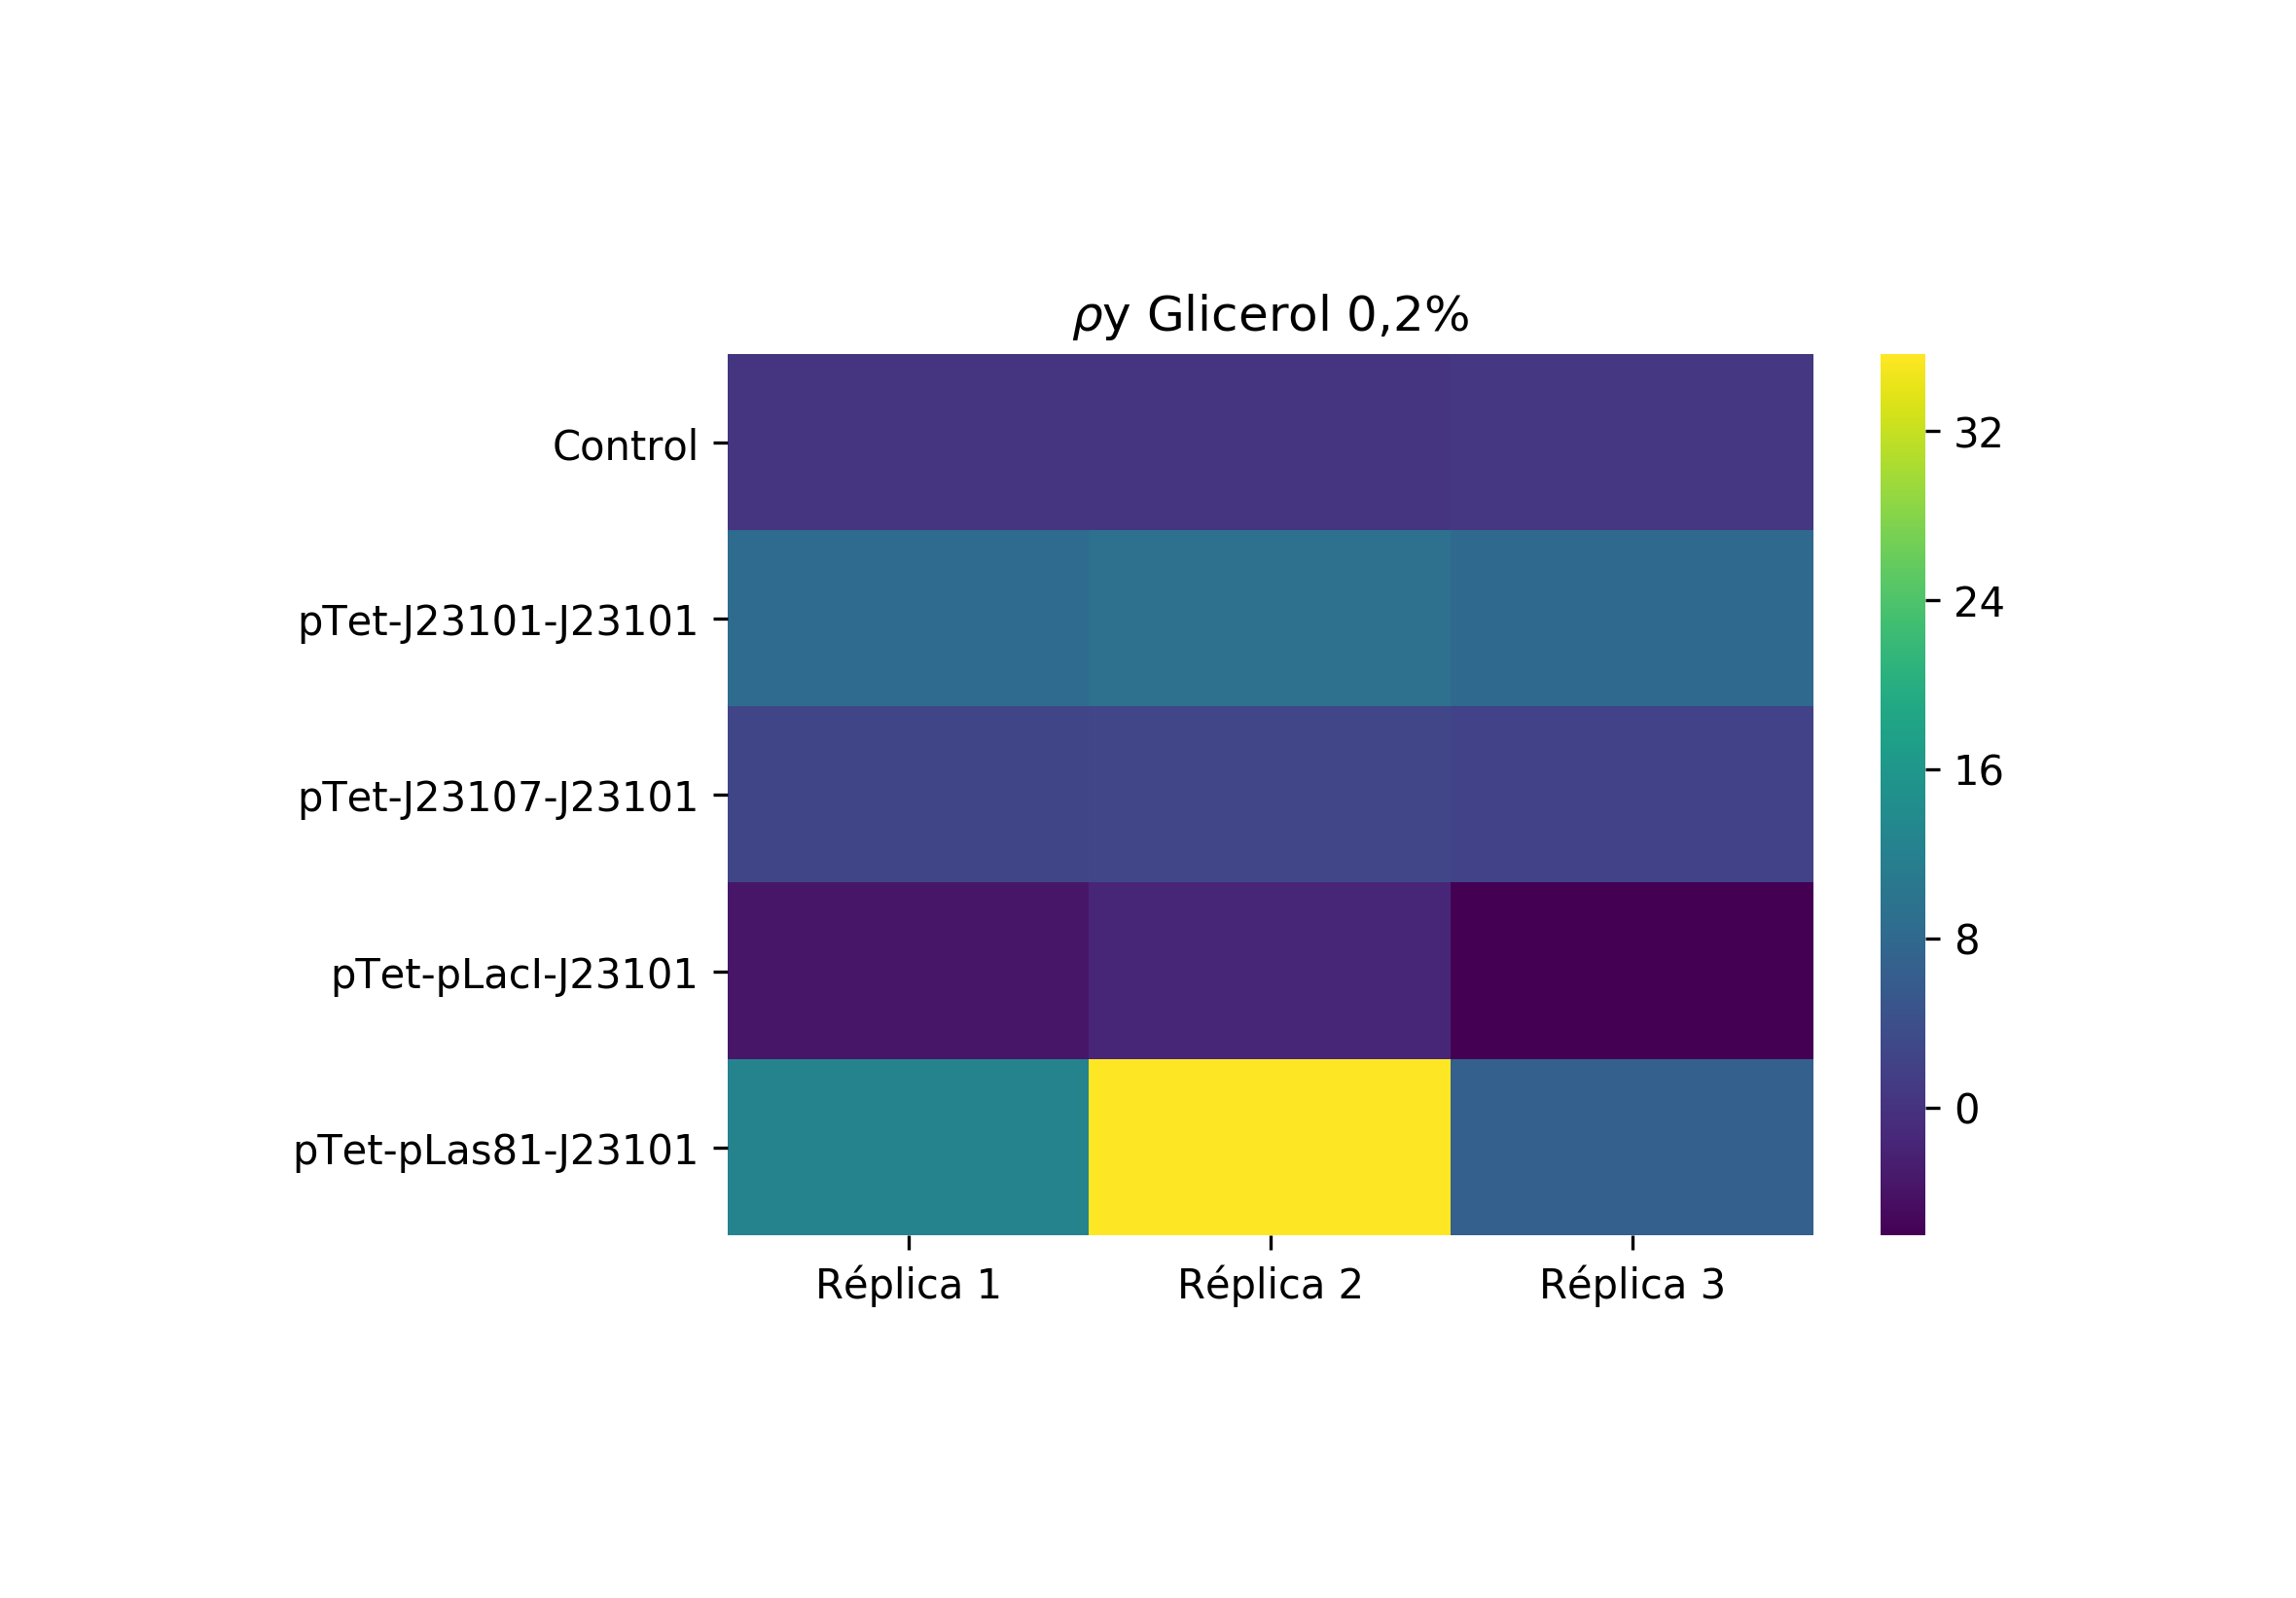 ρy Glicerol 0,2%
Control
pTet-J23101-J23101
pTet-J23107-J23101
pTet-pLacI-J23101
pTet-pLas81-J23101
Réplica 1 Réplica 2 Réplica 3
32
24
16
8
0